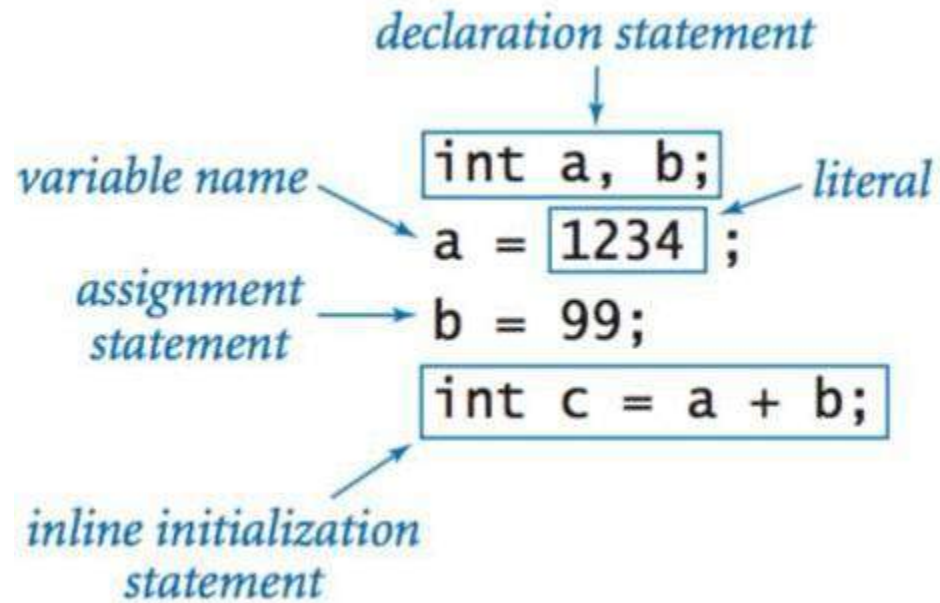 declaration statement
int a, b;
variable name
literal
a = 1234 ;
assignment
statement
b = 99;
int c = a + b;
inline initialization
statement